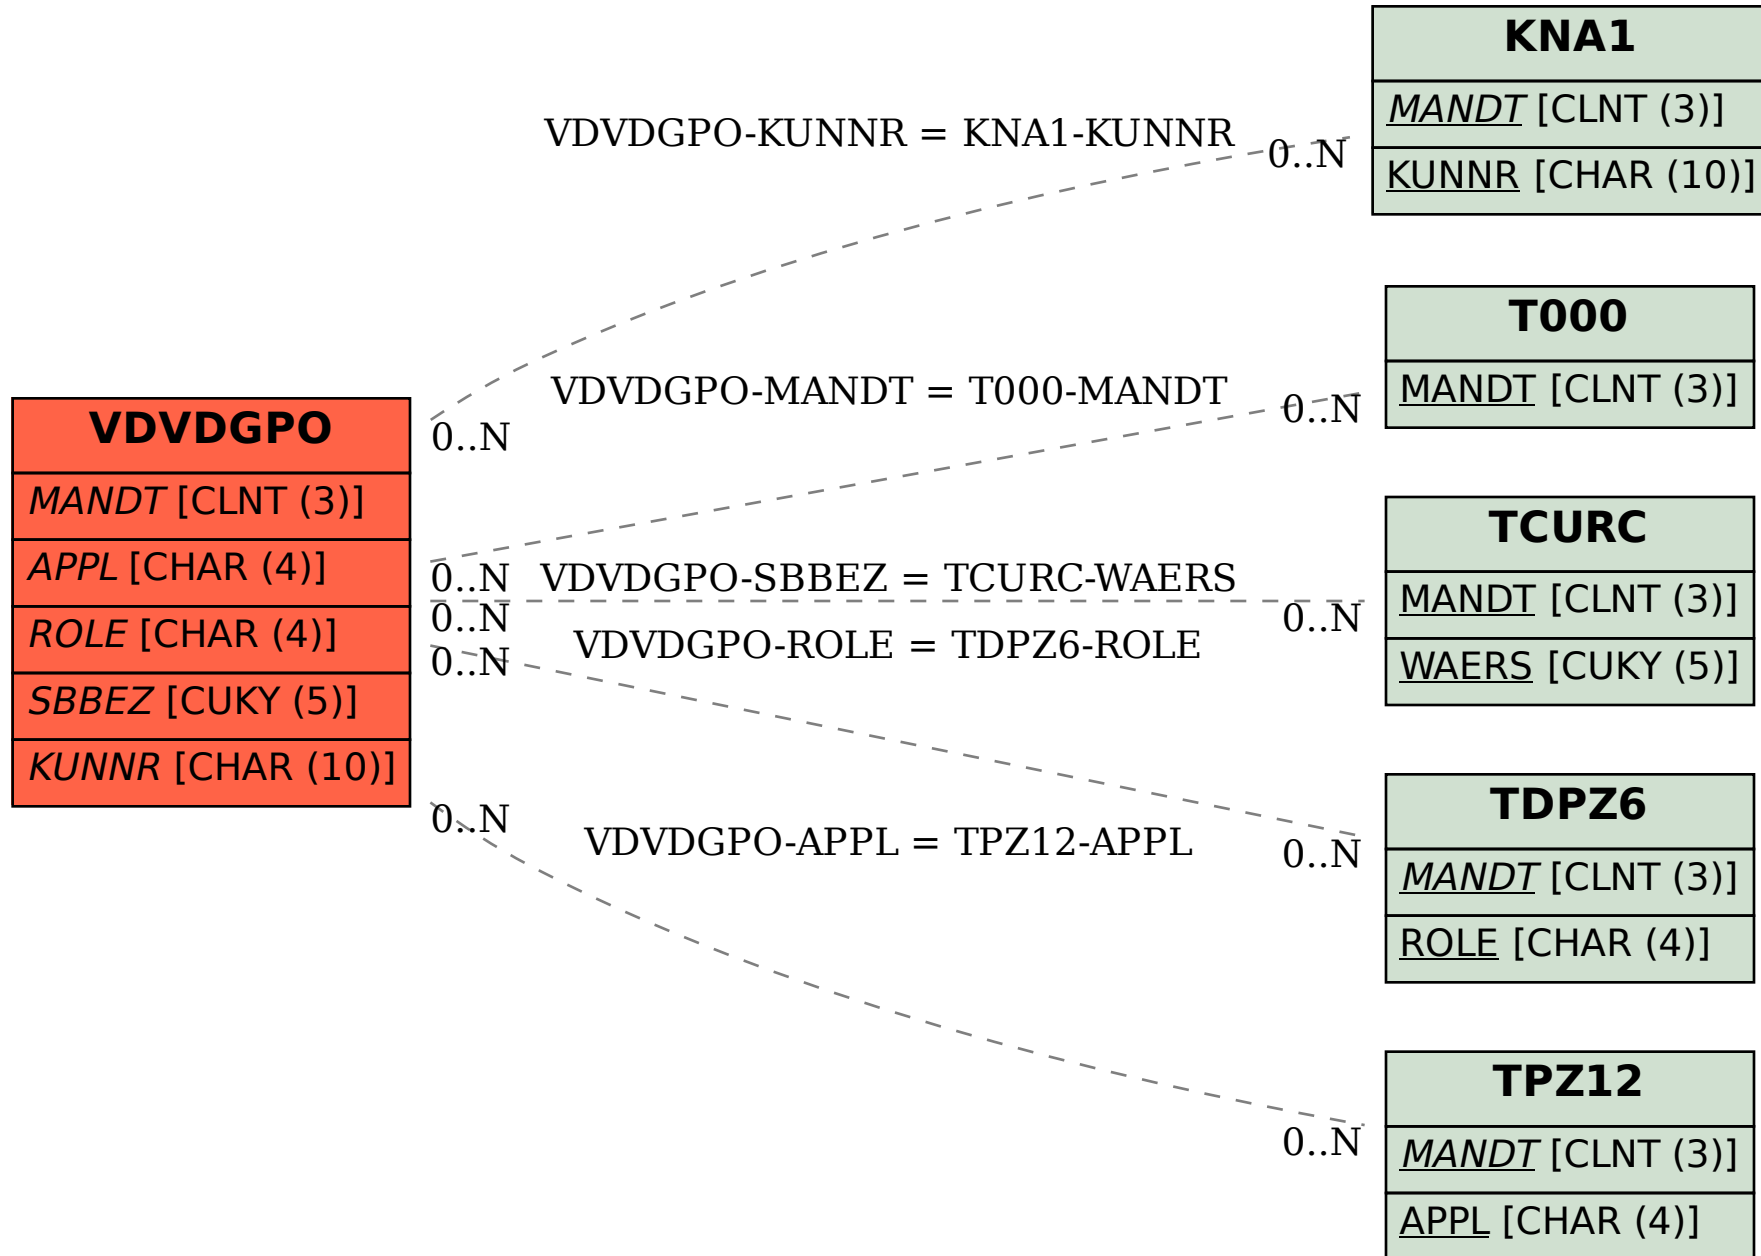 KNA1
MANDT [CLNT (3)]
KUNNR [CHAR (10)]
VDVDGPO-KUNNR = KNA1-KUNNR
0..N
T000
MANDT [CLNT (3)]
VDVDGPO-MANDT = T000-MANDT
0..N
VDVDGPO
MANDT [CLNT (3)]
APPL [CHAR (4)]
ROLE [CHAR (4)]
SBBEZ [CUKY (5)]
KUNNR [CHAR (10)]
0..N
0..N
0..N
0..N
0..N
TCURC
MANDT [CLNT (3)]
WAERS [CUKY (5)]
VDVDGPO-SBBEZ = TCURC-WAERS
0..N
VDVDGPO-ROLE = TDPZ6-ROLE
TDPZ6
MANDT [CLNT (3)]
ROLE [CHAR (4)]
0..N
VDVDGPO-APPL = TPZ12-APPL
TPZ12
MANDT [CLNT (3)]
APPL [CHAR (4)]
0..N